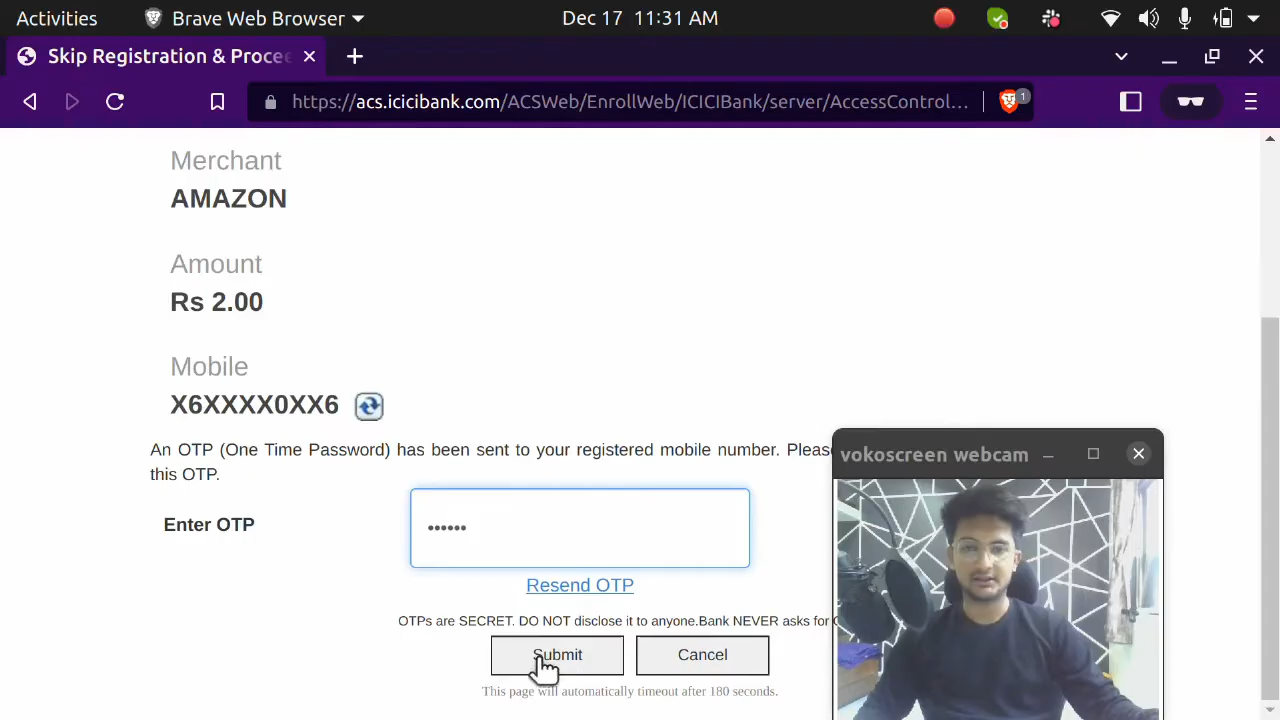 Activities Brave Web Browser Dec 17 11:31 AM
Skip Registration & Procee
https://acs.icicibank.com/ACSWeb/EnrollWeb/ICICIBank/server/AccessControl… 1
Merchant
AMAZON
Amount
Rs 2.00
Mobile
X6XXXX0XX6
An OTP (One Time Password) has been sent to your registered mobile number. Please
this OTP.
vokoscreen webcam
Enter OTP
••••••
Resend OTP
OTPs are SECRET. DO NOT disclose it to anyone.Bank NEVER asks for
Submit Cancel
This page will automatically timeout after 180 seconds.